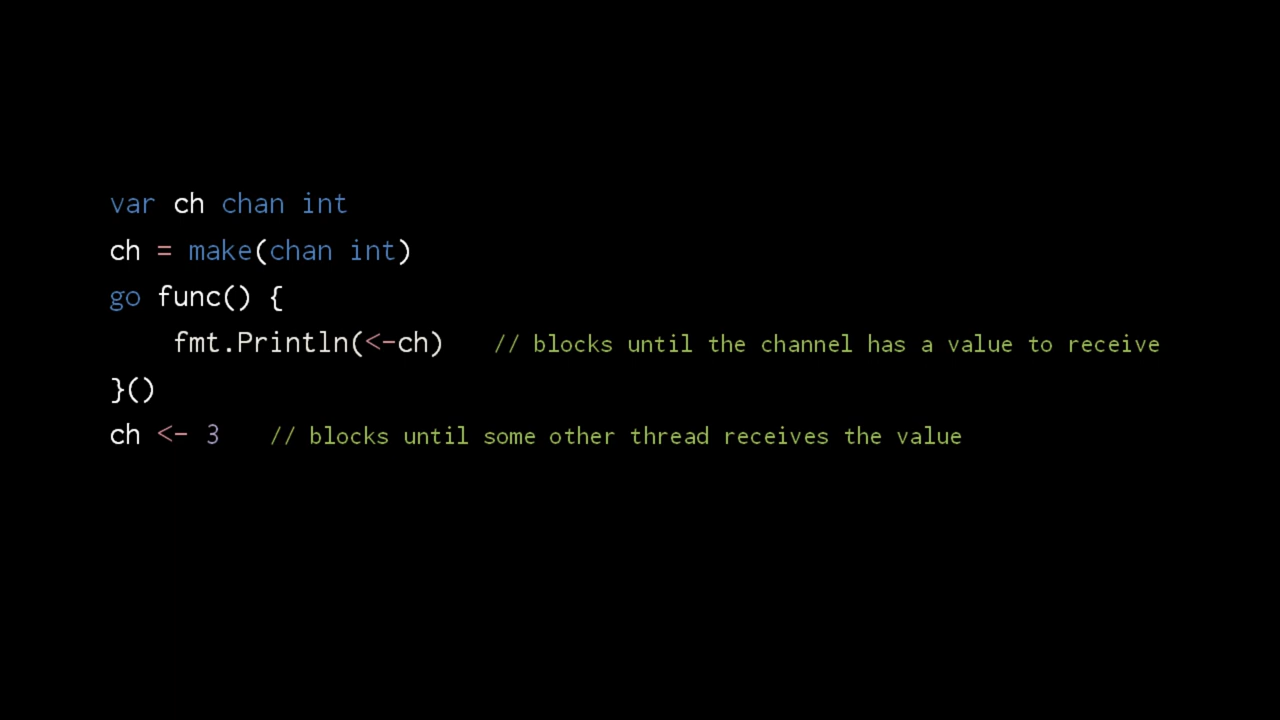 var ch chan int
ch = make(chan int)
go func() {
    fmt.Println(<-ch)   // blocks until the channel has a value to receive
}()
ch <- 3   // blocks until some other thread receives the value